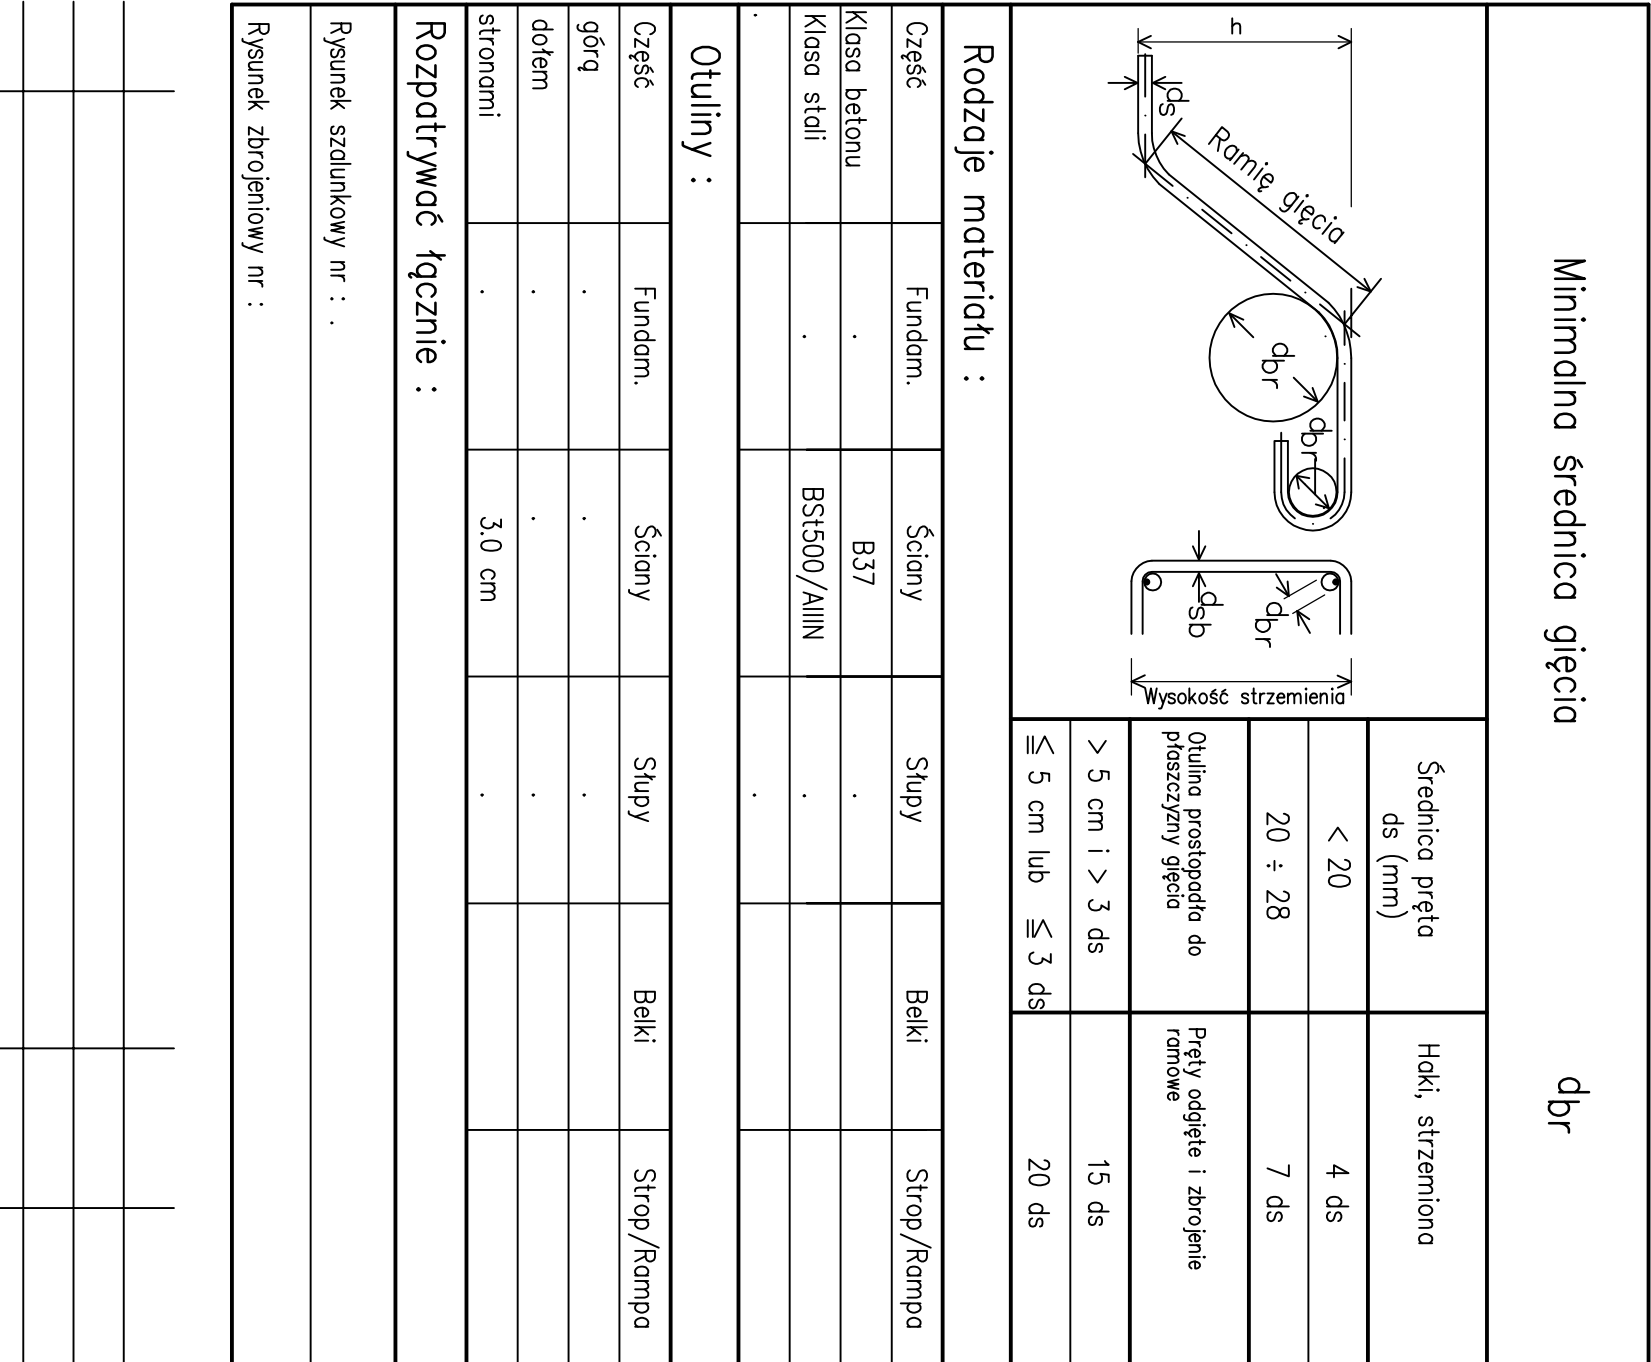 Minimalna średnica gięcia dbr
h
ds
Ramię gięcia
dbr
dbr
dsb
dbr
Wysokość strzemienia
Średnica pręta
ds (mm)
Haki, strzemiona
< 20
4 ds
20 ÷ 28
7 ds
Otulina prostopadła do
płaszczyzny gięcia
Pręty odgięte i zbrojenie
ramowe
> 5 cm i > 3 ds
15 ds
≦ 5 cm lub ≦ 3 ds
20 ds
Rodzaje materiału :
Część Fundam. Ściany Słupy Belki Strop/Rampa
Klasa betonu . B37 .
Klasa stali . BSt500/AIIIN .
. .
Otuliny :
Część Fundam. Ściany Słupy Belki Strop/Rampa
górą . . .
dołem . . .
stronami . 3.0 cm .
Rozpatrywać łącznie :
Rysunek szalunkowy nr : .
Rysunek zbrojeniowy nr :